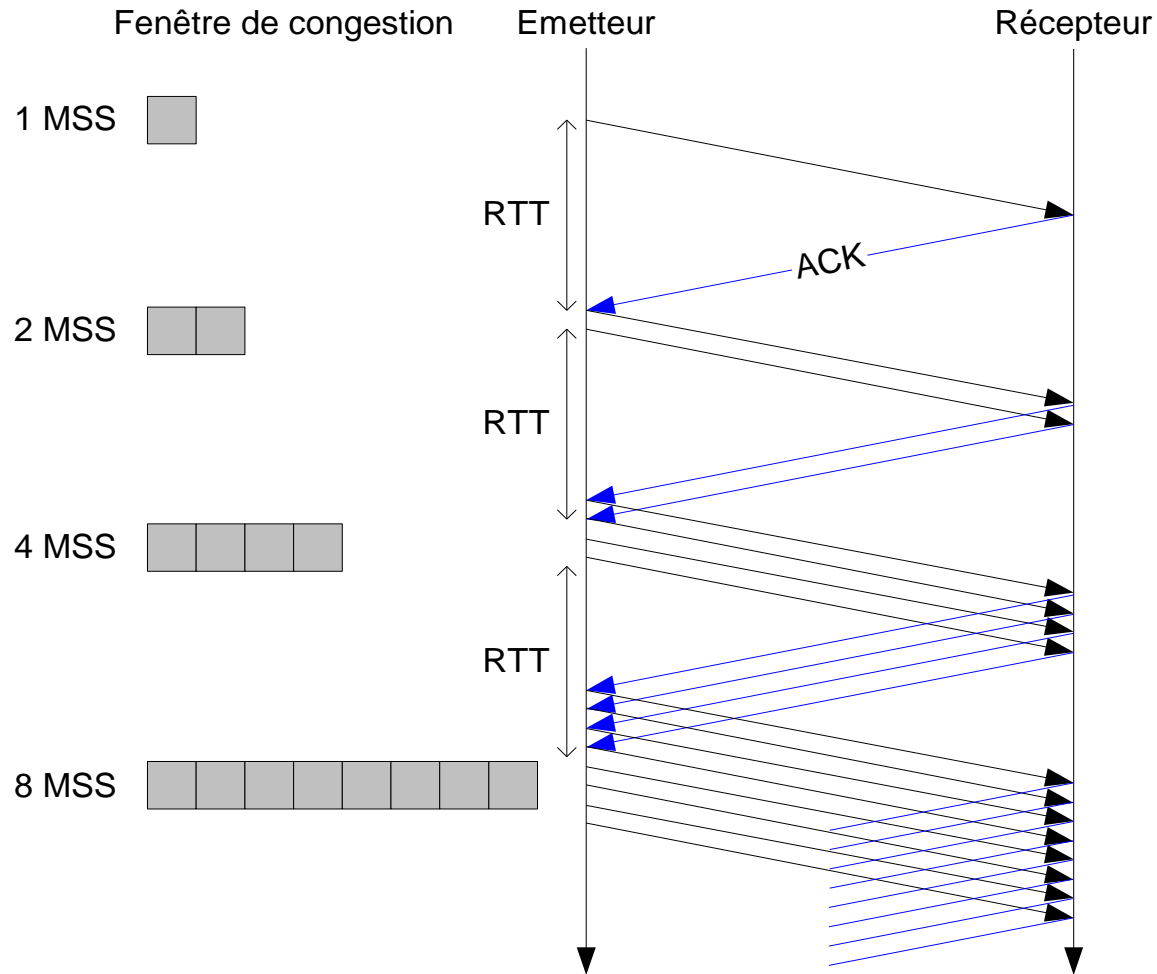 Fenêtre de congestion
Emetteur
Récepteur
1 MSS
RTT
ACK
2 MSS
RTT
4 MSS
RTT
8 MSS